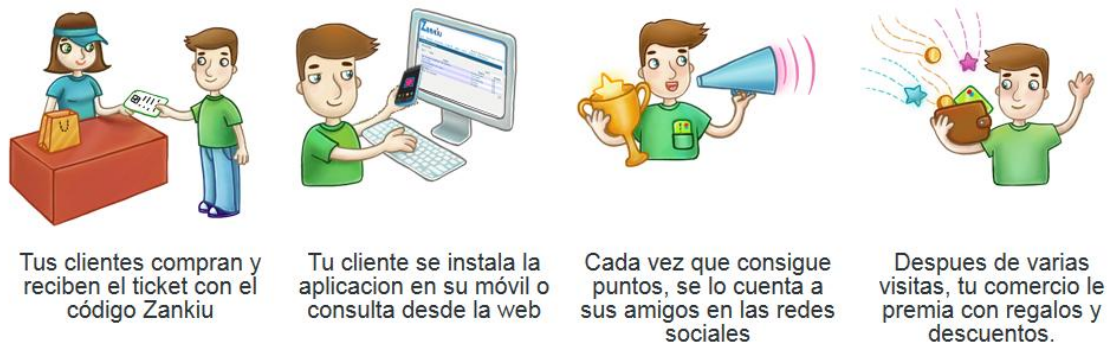 Zankiu
Tus clientes compran y
reciben el ticket con el
código Zankiu
Tu cliente se instala la
aplicacion en su móvil o
consulta desde la web
Cada vez que consigue
puntos, se lo cuenta a
sus amigos en las redes
sociales
Despues de varias
visitas, tu comercio le
premia con regalos y
descuentos.